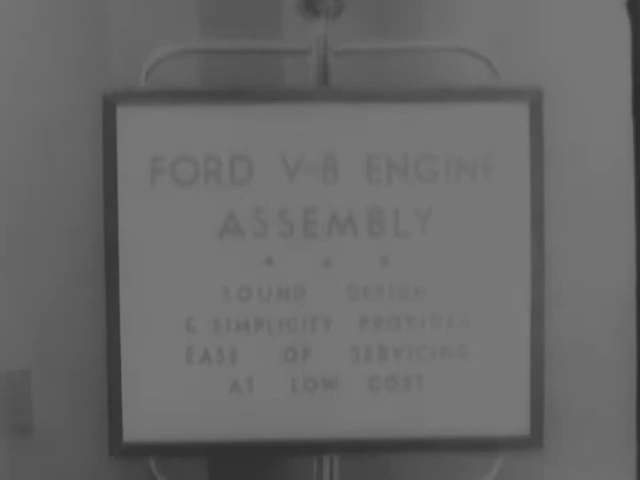 FORD V-8 ENGINE
ASSEMBLY
SOUND DESIGN
& SIMPLICITY PROVIDES
EASE OF SERVICING
AT LOW COST